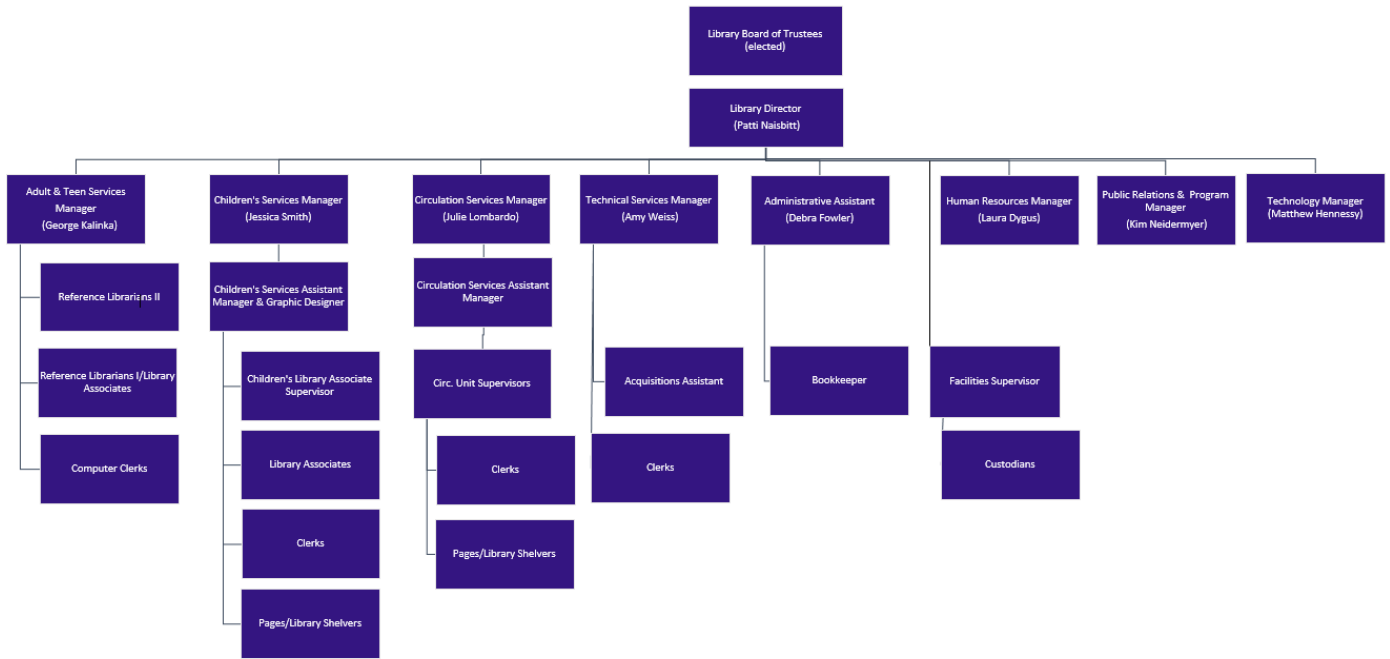 Library Board of Trustees
(elected)
Library Director
(Patti Naisbitt)
Adult & Teen Services
Manager
(George Kalinka)
Children's Services Manager
(Jessica Smith)
Circulation Services Manager
(Julie Lombardo)
Technical Services Manager
(Amy Weiss)
Administrative Assistant
(Debra Fowler)
Human Resources Manager
(Laura Dygus)
Public Relations & Program
Manager
(Kim Neidermyer)
Technology Manager
(Matthew Hennessy)
Reference Librarians II
Reference Librarians I/Library
Associates
Computer Clerks
Children's Services Assistant
Manager & Graphic Designer
Children's Library Associate
Supervisor
Library Associates
Clerks
Pages/Library Shelvers
Circulation Services Assistant
Manager
Circ. Unit Supervisors
Clerks
Pages/Library Shelvers
Acquisitions Assistant
Clerks
Bookkeeper
Facilities Supervisor
Custodians